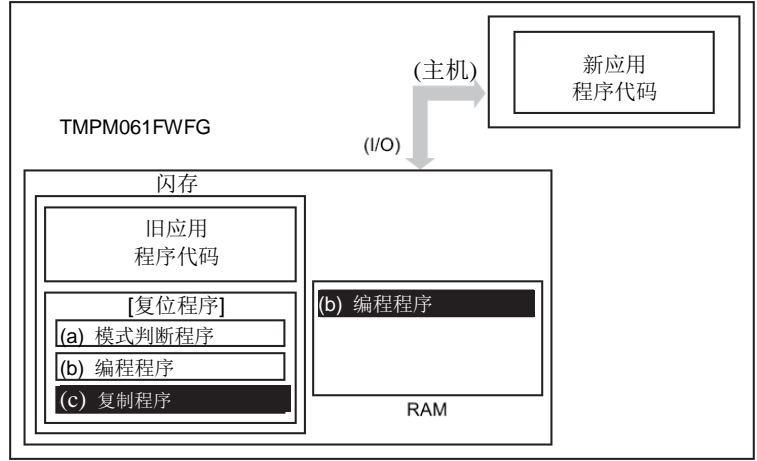 (主机)
新应用
程序代码
TMPM061FWFG
(I/O)
闪存
旧应用
程序代码
[复位程序]
(a) 模式判断程序
(b) 编程程序
(c) 复制程序
(b) 编程程序
RAM